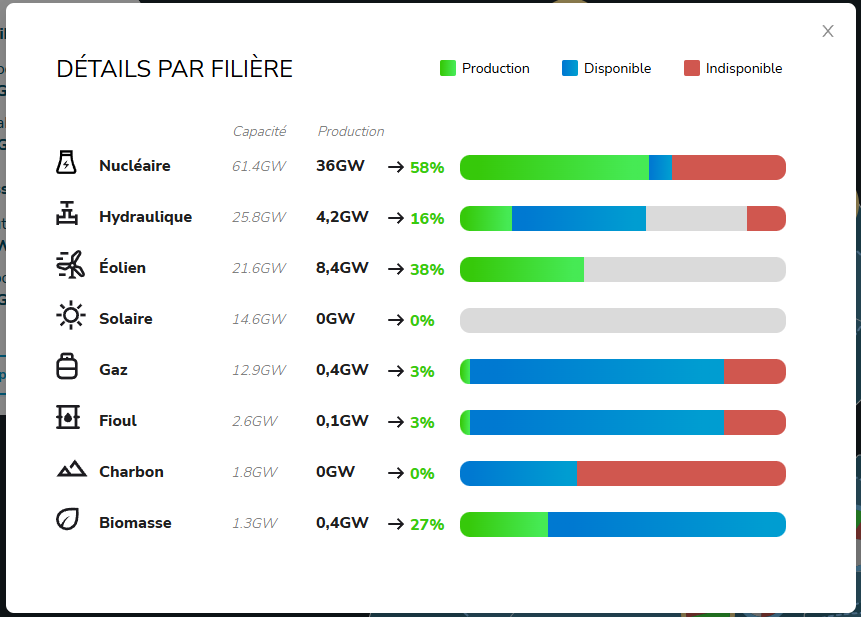 DÉTAILS PAR FILIÈRE
Production Disponible Indisponible
Capacité Production
Nucléaire 61.4GW 36GW → 58%
Hydraulique 25.8GW 4,2GW → 16%
Éolien 21.6GW 8,4GW → 38%
Solaire 14.6GW 0GW → 0%
Gaz 12.9GW 0,4GW → 3%
Fioul 2.6GW 0,1GW → 3%
Charbon 1.8GW 0GW → 0%
Biomasse 1.3GW 0,4GW → 27%